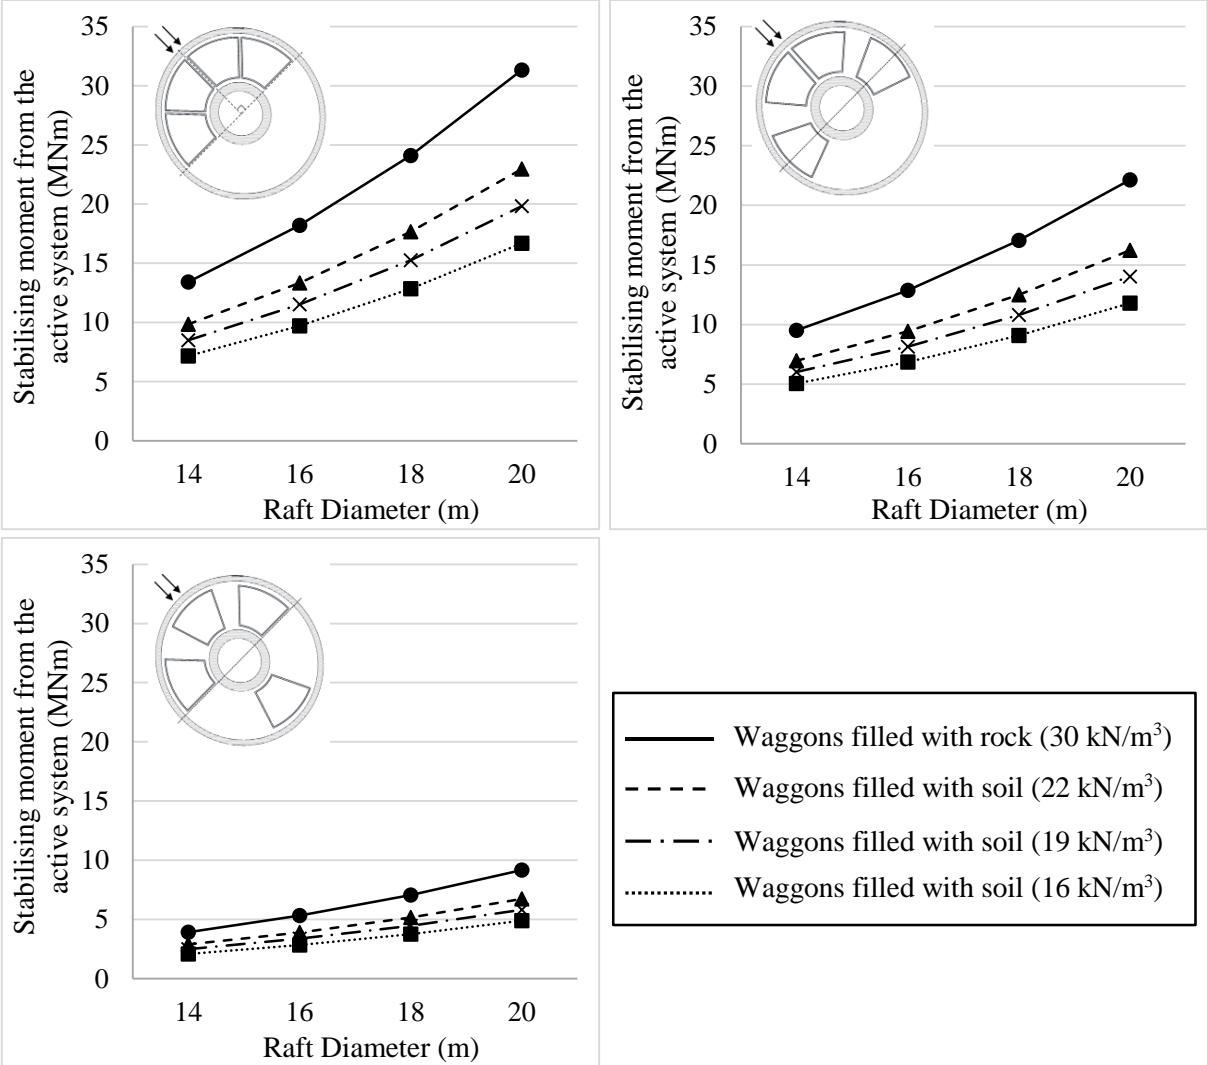 Stabilising moment from the
active system (MNm)
35
30
25
20
15
10
5
0
14 16 18 20
Raft Diameter (m)
Stabilising moment from the
active system (MNm)
35
30
25
20
15
10
5
0
14 16 18 20
Raft Diameter (m)
Stabilising moment from the
active system (MNm)
35
30
25
20
15
10
5
0
14 16 18 20
Raft Diameter (m)
Waggons filled with rock (30 kN/m³)
Waggons filled with soil (22 kN/m³)
Waggons filled with soil (19 kN/m³)
Waggons filled with soil (16 kN/m³)